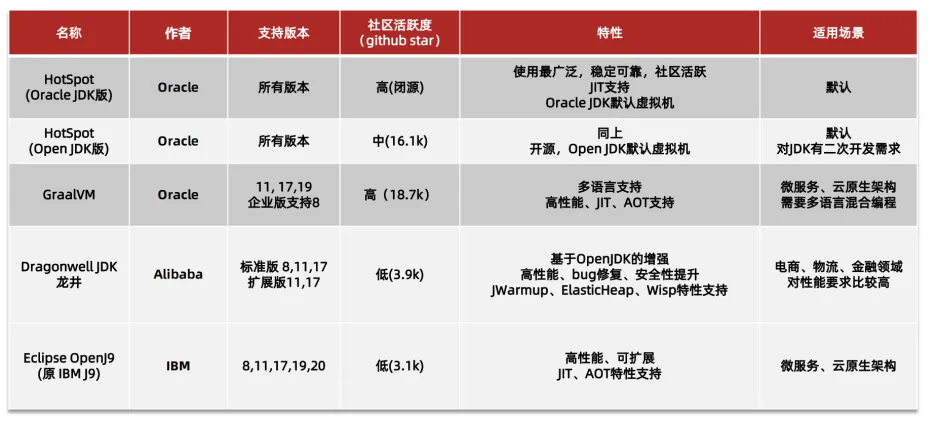 名称
作者
支持版本
社区活跃度
（github star）
特性
适用场景
HotSpot
(Oracle JDK版)
Oracle
所有版本
高(闭源)
使用最广泛，稳定可靠，社区活跃
JIT支持
Oracle JDK默认虚拟机
默认
HotSpot
(Open JDK版)
Oracle
所有版本
中(16.1k)
同上
开源，Open JDK默认虚拟机
默认
对JDK有二次开发需求
GraalVM
Oracle
11, 17,19
企业版支持8
高（18.7k）
多语言支持
高性能、JIT、AOT支持
微服务、云原生架构
需要多语言混合编程
Dragonwell JDK
龙井
Alibaba
标准版 8,11,17
扩展版11,17
低(3.9k)
基于OpenJDK的增强
高性能、bug修复、安全性提升
JWarmup、ElasticHeap、Wisp特性支持
电商、物流、金融领域
对性能要求比较高
Eclipse OpenJ9
(原 IBM J9)
IBM
8,11,17,19,20
低(3.1k)
高性能、可扩展
JIT、AOT特性支持
微服务、云原生架构